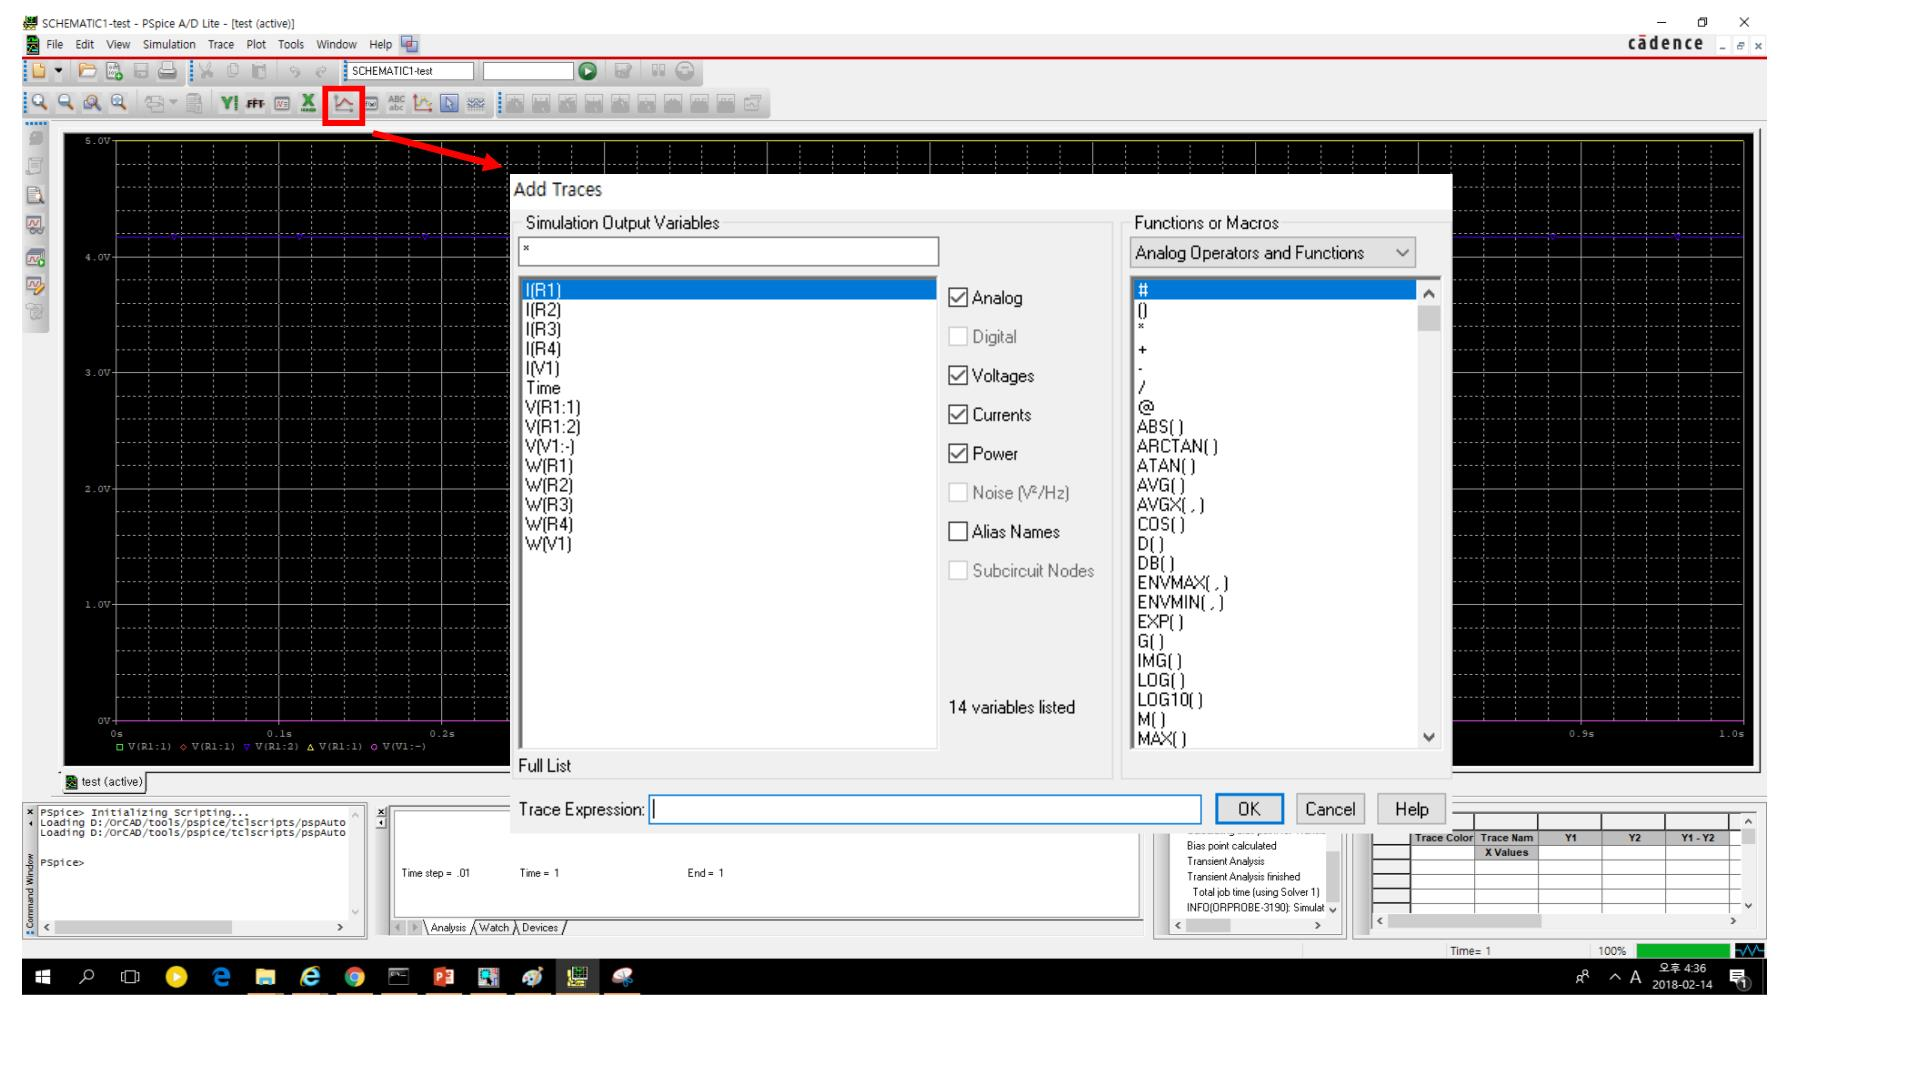 SCHEMATIC1-test - PSpice A/D Lite - [test (active)]
File Edit View Simulation Trace Plot Tools Window Help
cādence
SCHEMATIC1-test
FFT
ABC
abc
5.0V
4.0V
3.0V
2.0V
1.0V
0V
0s 0.1s 0.2s 0.9s 1.0s
V(R1:1) V(R1:1) V(R1:2) V(R1:1) V(V1:-)
Add Traces
Simulation Output Variables
*
I(R1)
I(R2)
I(R3)
I(R4)
I(V1)
Time
V(R1:1)
V(R1:2)
V(V1:-)
W(R1)
W(R2)
W(R3)
W(R4)
W(V1)
Analog
Digital
Voltages
Currents
Power
Noise (V²/Hz)
Alias Names
Subcircuit Nodes
14 variables listed
Functions or Macros
Analog Operators and Functions
#
()
*
+
-
/
@
ABS( )
ARCTAN( )
ATAN( )
AVG( )
AVGX( , )
COS( )
D( )
DB( )
ENVMAX( , )
ENVMIN( , )
EXP( )
G( )
IMG( )
LOG( )
LOG10( )
M( )
MAX( )
Full List
Trace Expression:
OK Cancel Help
test (active)
PSpice> Initializing Scripting...
Loading D:/OrCAD/tools/pspice/tclscripts/pspAuto
Loading D:/OrCAD/tools/pspice/tclscripts/pspAuto
PSpice>
Command Window
Time step = .01 Time = 1 End = 1
Analysis Watch Devices
Bias point calculated
Transient Analysis
Transient Analysis finished
Total job time (using Solver 1)
INFO(ORPROBE-3190): Simulat
Trace Color Trace Nam Y1 Y2 Y1 - Y2
X Values
Time= 1 100%
A
오후 4:36
2018-02-14